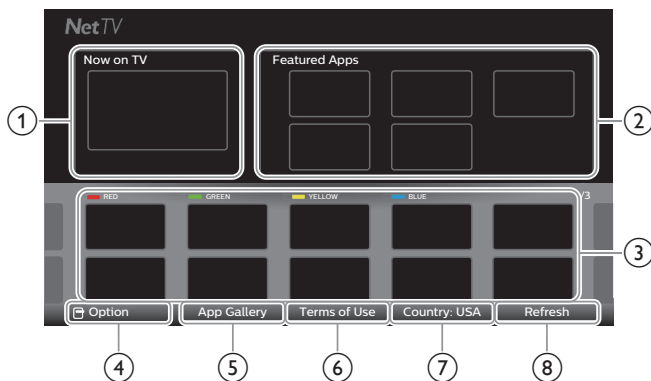 NetTV
Now on TV
Featured Apps
1
2
RED GREEN YELLOW BLUE /3
3
Option App Gallery Terms of Use Country: USA Refresh
4 5 6 7 8